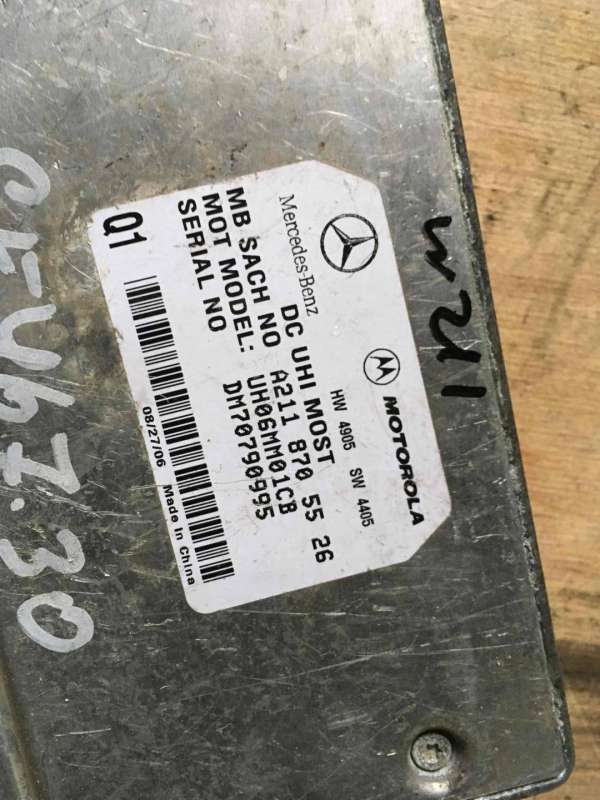 Mercedes-Benz
MOTOROLA
HW 4905 SW 4405
DC UHI MOST
MB SACH NO A211 870 55 26
MOT MODEL: UH06MM01CB
SERIAL NO DM70790995
Q1
08/27/06 Made In China
W211